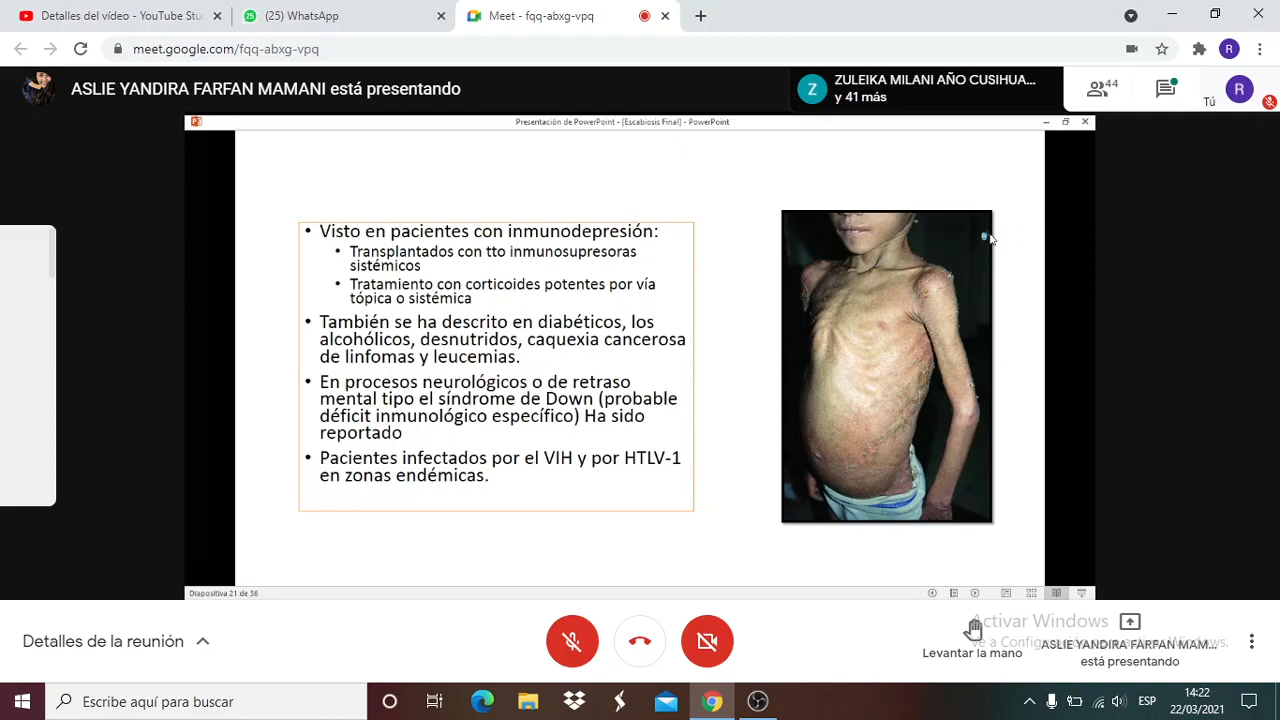 Detalles del vídeo - YouTube Stu
(25) WhatsApp
Meet - fqq-abxg-vpq
meet.google.com/fqq-abxg-vpq
R
ASLIE YANDIRA FARFAN MAMANI está presentando
Z
ZULEIKA MILANI AÑO CUSIHUA...
y 41 más
44
Tú
R
Presentación de PowerPoint - (Escabiosis Final) - PowerPoint
• Visto en pacientes con inmunodepresión:
• Transplantados con tto inmunosupresoras
sistémicos
• Tratamiento con corticoides potentes por vía
tópica o sistémica
• También se ha descrito en diabéticos, los
alcohólicos, desnutridos, caquexia cancerosa
de linfomas y leucemias.
• En procesos neurológicos o de retraso
mental tipo el síndrome de Down (probable
déficit inmunológico específico) Ha sido
reportado
• Pacientes infectados por el VIH y por HTLV-1
en zonas endémicas.
Diapositiva 21 de 36
Detalles de la reunión
Levantar la mano
Activar Windows
Ve a Configuración para activar Windows.
ASLIE YANDIRA FARFAN MAM...
está presentando
Escribe aquí para buscar
ESP
14:22
22/03/2021